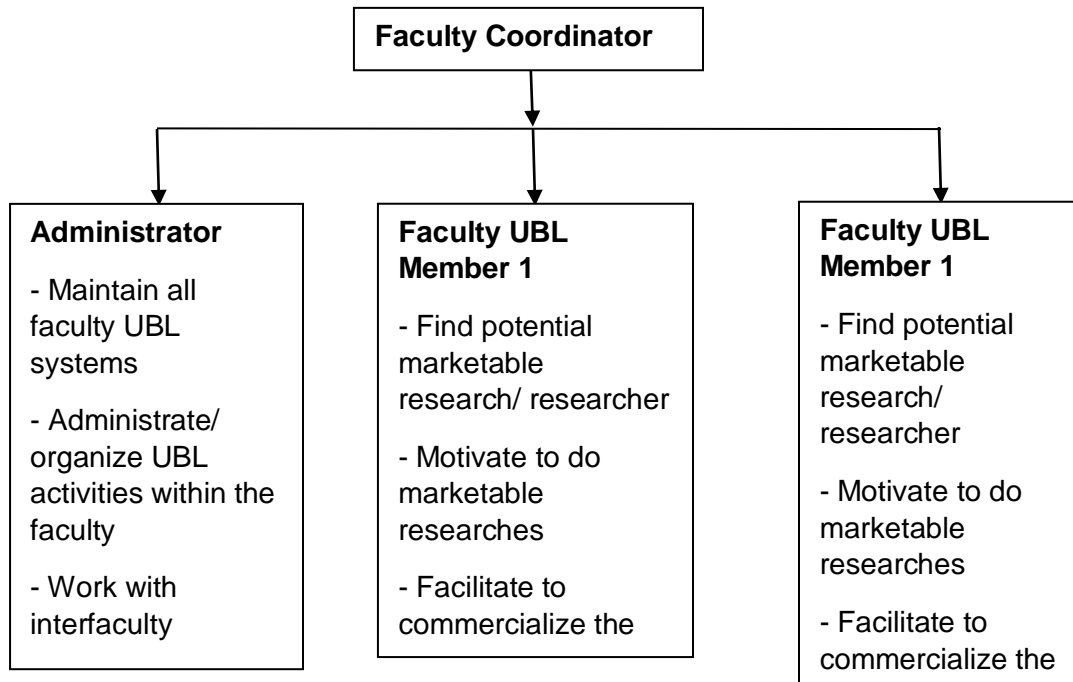 Faculty Coordinator
Administrator
- Maintain all
faculty UBL
systems
- Administrate/
organize UBL
activities within the
faculty
- Work with
interfaculty
Faculty UBL
Member 1
- Find potential
marketable
research/ researcher
- Motivate to do
marketable
researches
- Facilitate to
commercialize the
Faculty UBL
Member 1
- Find potential
marketable
research/
researcher
- Motivate to do
marketable
researches
- Facilitate to
commercialize the